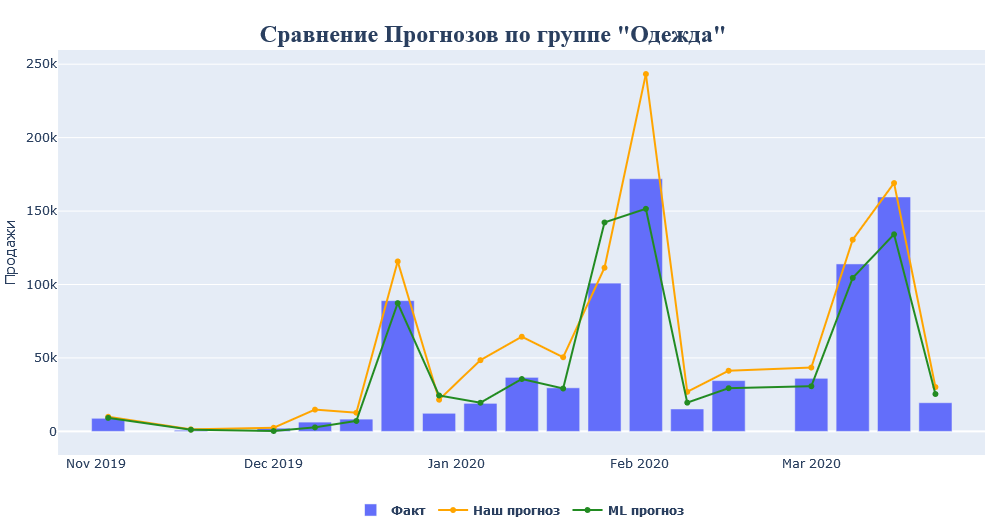 Сравнение Прогнозов по группе "Одежда"
250k
200k
150k
100k
50k
0
Продажи
Nov 2019 Dec 2019 Jan 2020 Feb 2020 Mar 2020
Факт Наш прогноз ML прогноз